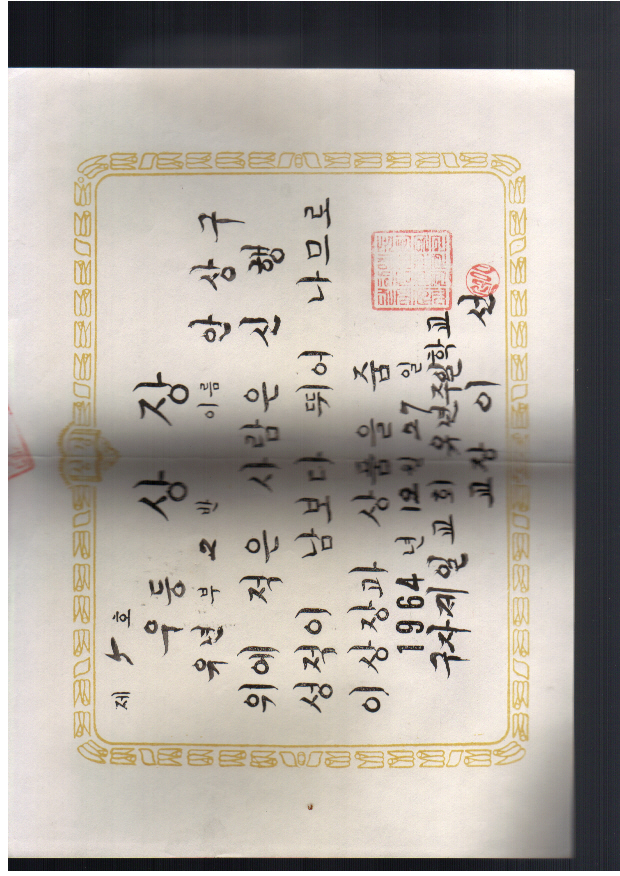 성경
제 5 호
우등 상 장
유년 부 2 반 이름 안 상 구
위에 적은 사람은 신 행
성적이 남보다 뛰어 나므로
이 상장과 상품을 줌
1964 년 12 월 27 일
구자제일교회 유년주일학교
교장 이 선